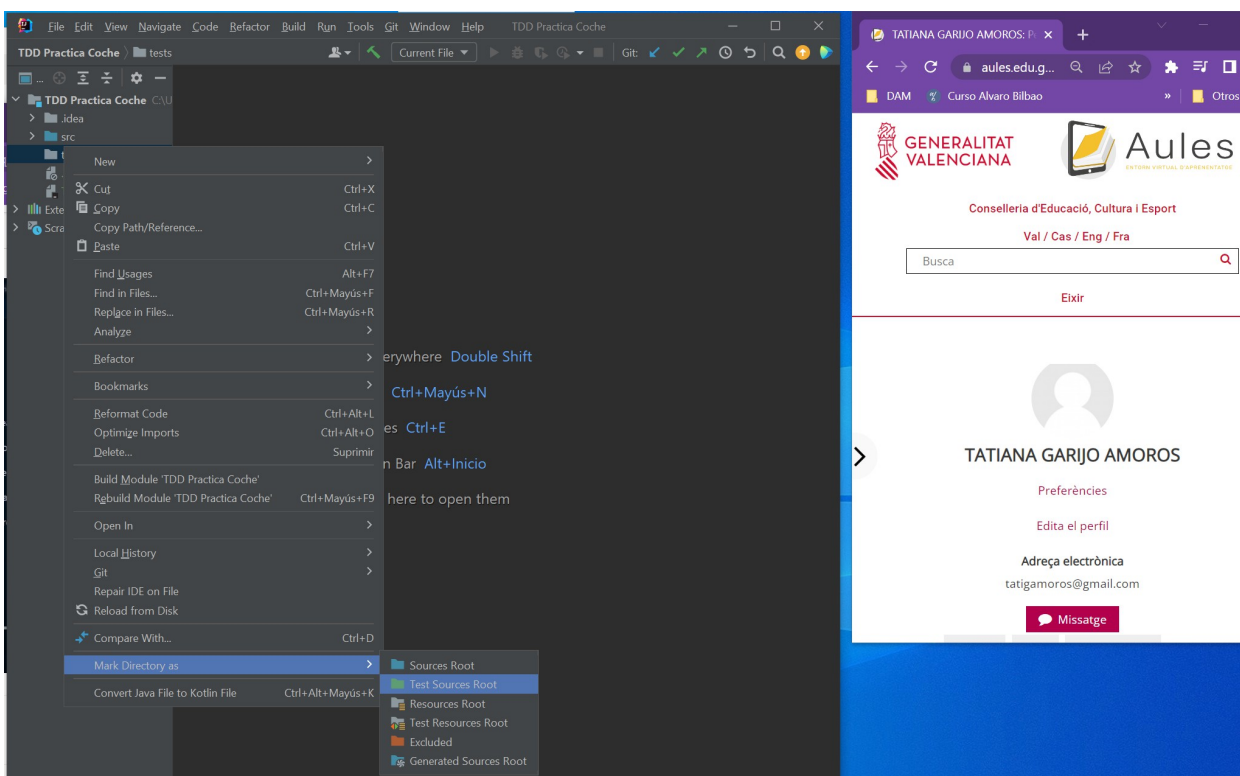 File Edit View Navigate Code Refactor Build Run Tools Git Window Help TDD Practica Coche
TDD Practica Coche tests Current File Git:
TDD Practica Coche C:\U
.idea
src
Exte
Scra
New
Cut Ctrl+X
Copy Ctrl+C
Copy Path/Reference...
Paste Ctrl+V
Find Usages Alt+F7
Find in Files... Ctrl+Mayús+F
Replace in Files... Ctrl+Mayús+R
Analyze
Refactor
Bookmarks
Reformat Code Ctrl+Alt+L
Optimize Imports Ctrl+Alt+O
Delete... Suprimir
Build Module 'TDD Practica Coche'
Rebuild Module 'TDD Practica Coche' Ctrl+Mayús+F9
Open In
Local History
Git
Repair IDE on File
Reload from Disk
Compare With... Ctrl+D
Mark Directory as
Convert Java File to Kotlin File Ctrl+Alt+Mayús+K
Sources Root
Test Sources Root
Resources Root
Test Resources Root
Excluded
Generated Sources Root
erywhere Double Shift
Ctrl+Mayús+N
es Ctrl+E
n Bar Alt+Inicio
here to open them
TATIANA GARIJO AMOROS: P
aules.edu.g...
DAM Curso Alvaro Bilbao » Otros
GENERALITAT
VALENCIANA
Aules
ENTORN VIRTUAL D'APRENENTATGE
Conselleria d'Educació, Cultura i Esport
Val / Cas / Eng / Fra
Busca
Eixir
TATIANA GARIJO AMOROS
Preferències
Edita el perfil
Adreça electrònica
tatigamoros@gmail.com
Missatge